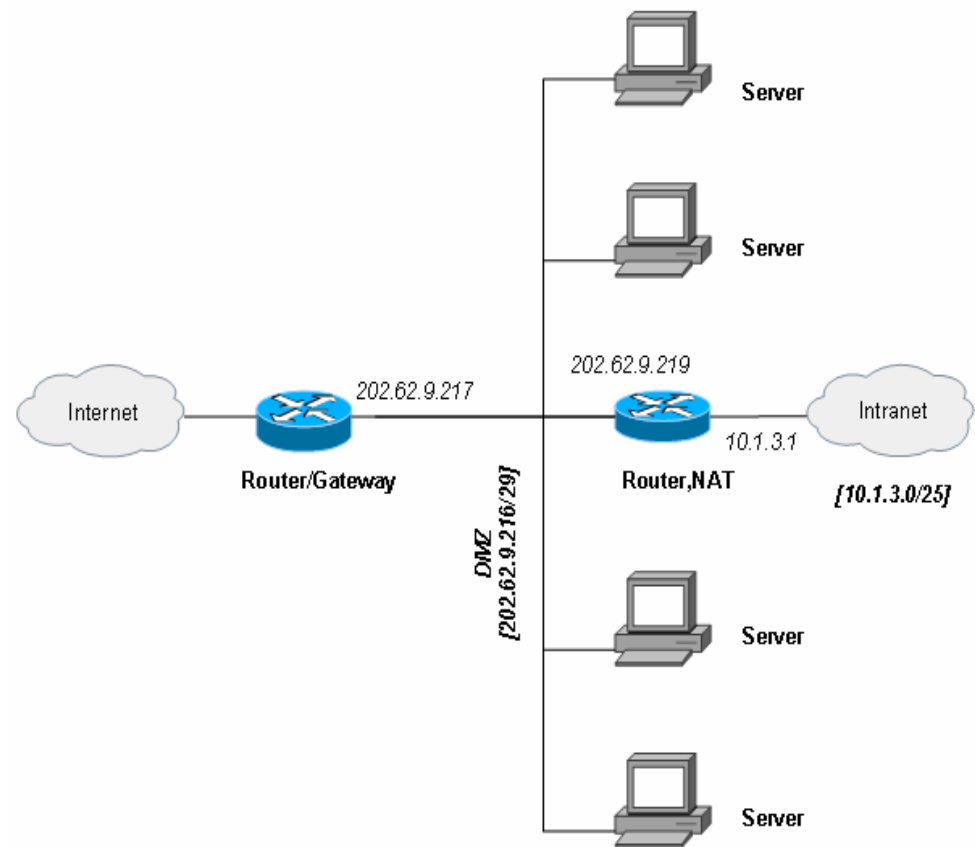 Server
Server
202.62.9.217
202.62.9.219
Internet
Intranet
10.1.3.1
Router/Gateway
Router,NAT
[10.1.3.0/25]
DMZ
[202.62.9.216/29]
Server
Server